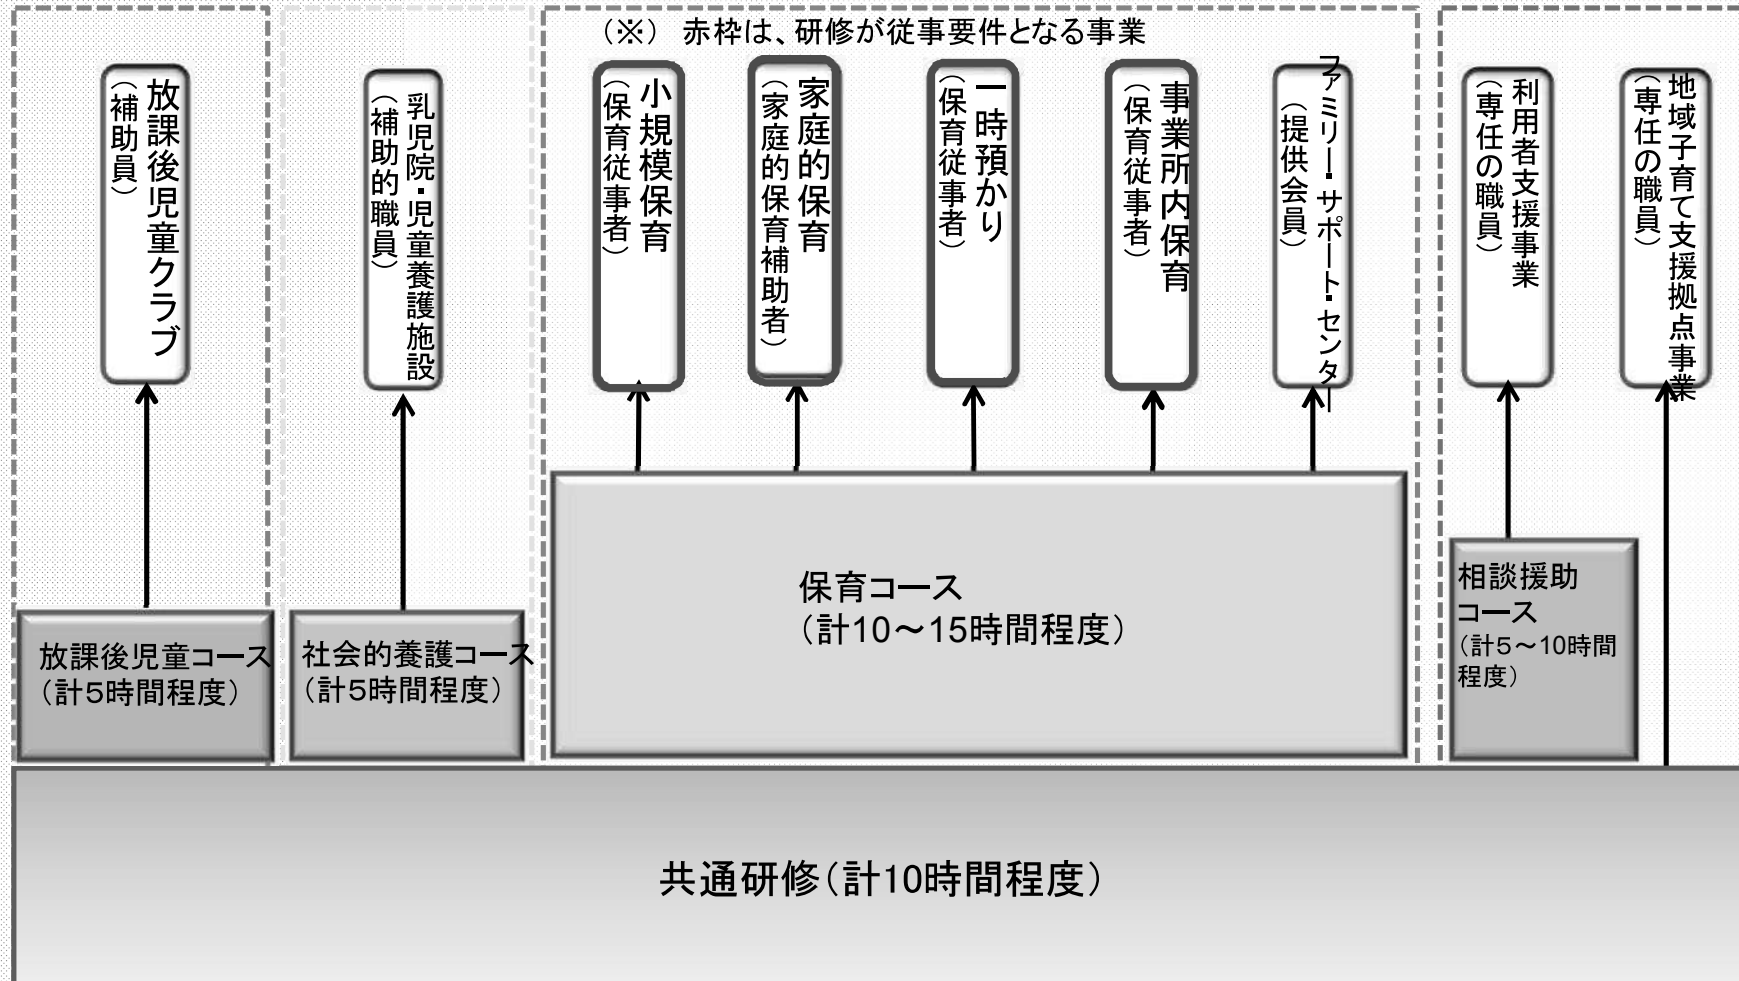 （※） 赤枠は、研修が従事要件となる事業
放課後児童クラブ
（補助員）
乳児院・児童養護施設
（補助的職員）
小規模保育
（保育従事者）
家庭的保育
（家庭的保育補助者）
一時預かり
（保育従事者）
事業所内保育
（保育従事者）
ファミリー・サポート・センター
（提供会員）
利用者支援事業
（専任の職員）
地域子育て支援拠点事業
（専任の職員）
放課後児童コース
（計5時間程度）
社会的養護コース
（計5時間程度）
保育コース
（計10～15時間程度）
相談援助
コース
（計5～10時間
程度）
共通研修（計10時間程度）